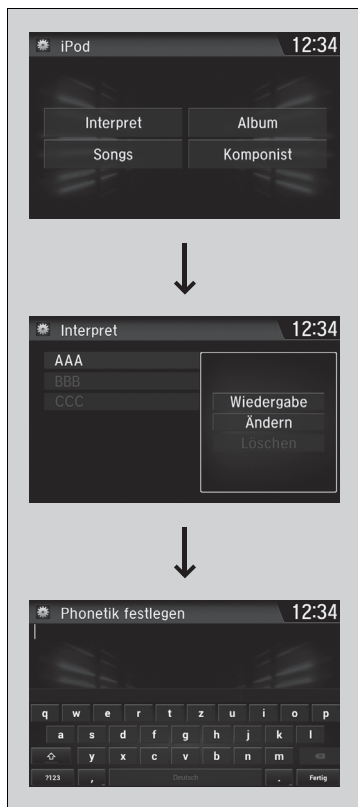 iPod 12:34
Interpret Album
Songs Komponist
Interpret 12:34
AAA
BBB
CCC
Wiedergabe
Ändern
Löschen
Phonetik festlegen 12:34
q w e r t z u i o p
a s d f g h j k l
y x c v b n m
?123 , Deutsch . Fertig